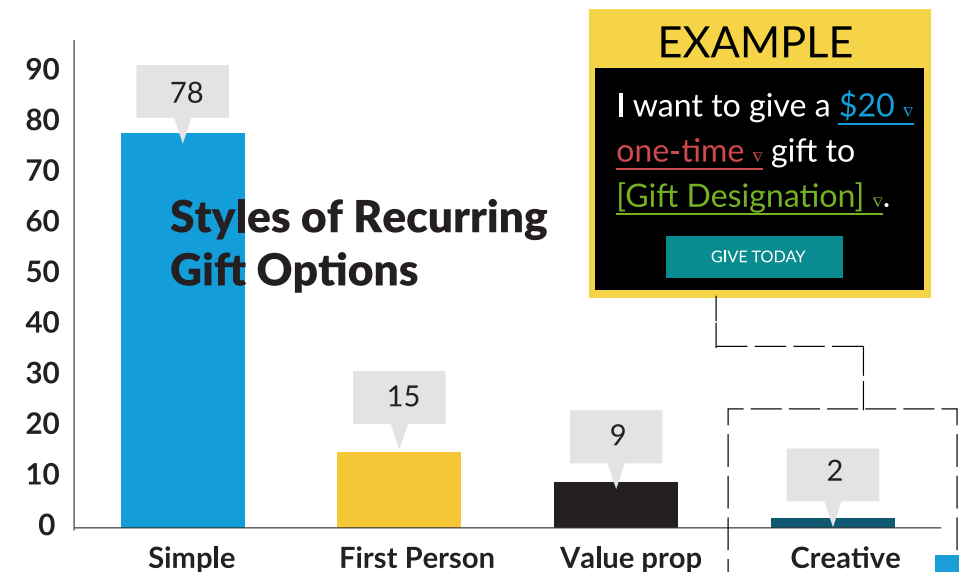 90
80
70
60
50
40
30
20
10
0
78
15
9
2
Styles of Recurring
Gift Options
EXAMPLE
I want to give a $20 ▿
one-time ▿ gift to
[Gift Designation] ▿.
GIVE TODAY
Simple
First Person
Value prop
Creative